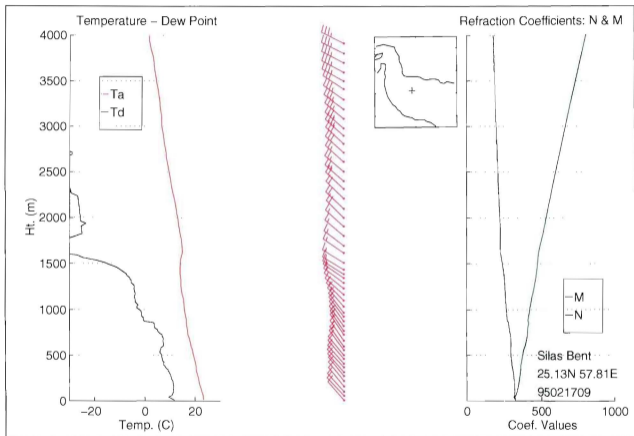 Temperature – Dew Point
Refraction Coefficients: N & M
4000
3500
3000
2500
2000
1500
1000
500
0
Ht. (m)
Ta
Td
−20
0
20
Temp. (C)
M
N
Silas Bent
25.13N 57.81E
95021709
0
500
1000
Coef. Values